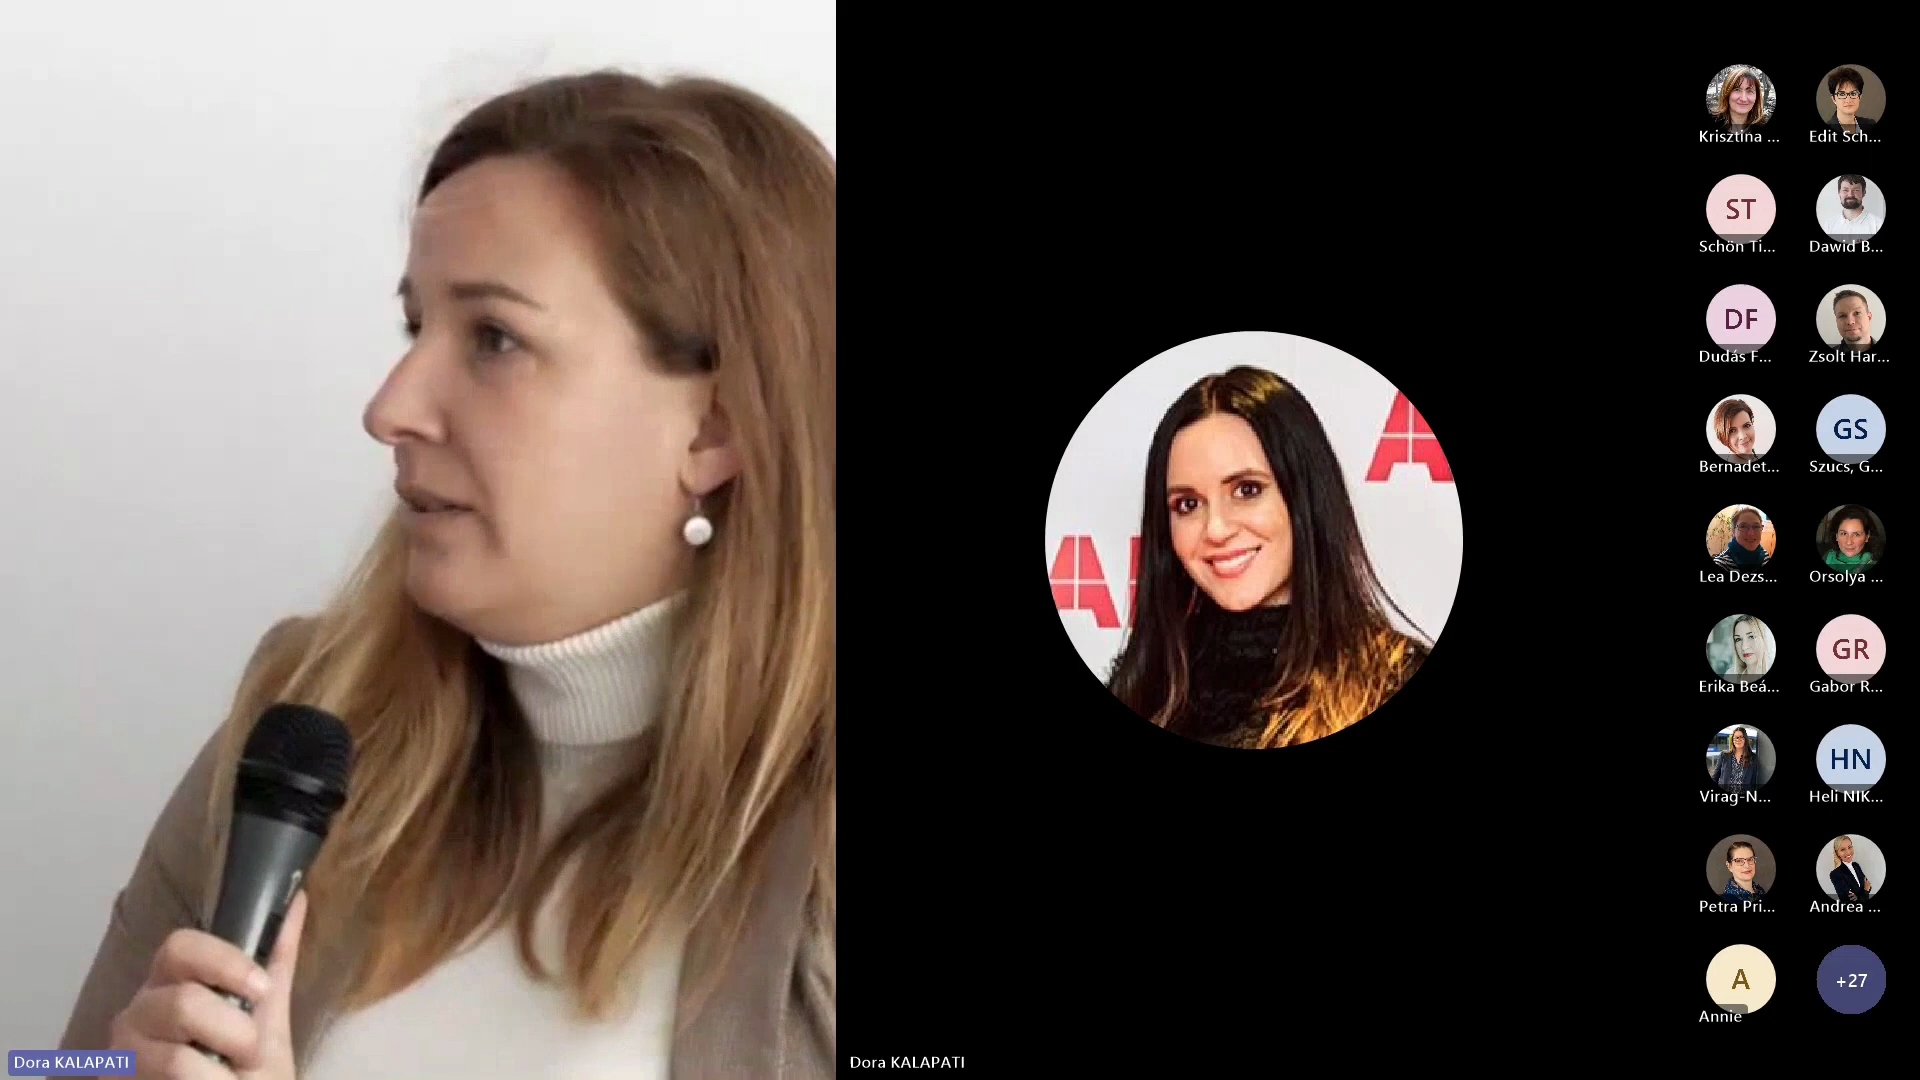 Krisztina ...
Edit Sch...
ST
Schön Ti...
Dawid B...
DF
Dudás F...
Zsolt Har...
Bernadet...
GS
Szucs, G...
Lea Dezs...
Orsolya ...
Erika Beá...
GR
Gabor R...
Virag-N...
HN
Heli NIK...
Petra Pri...
Andrea ...
A
Annie
+27
Dora KALAPATI
Dora KALAPATI